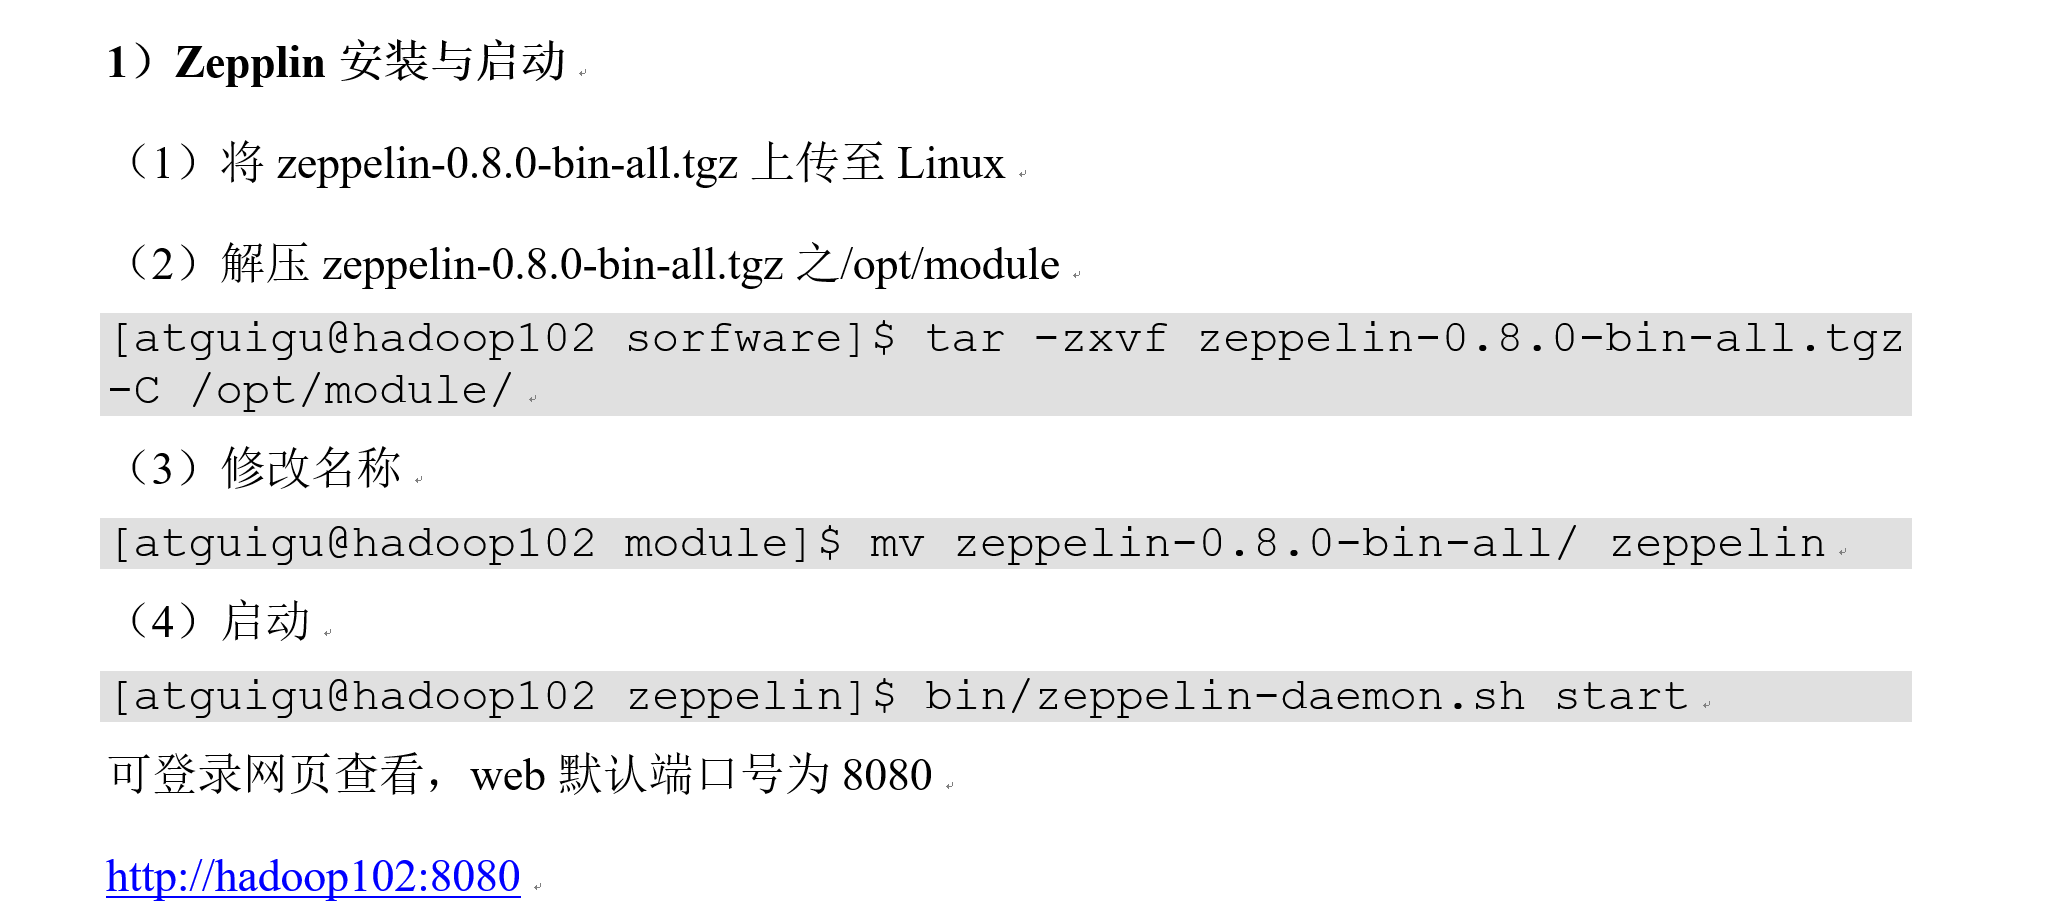 1）Zepplin 安装与启动
（1）将 zeppelin-0.8.0-bin-all.tgz 上传至 Linux
（2）解压 zeppelin-0.8.0-bin-all.tgz 之/opt/module
[atguigu@hadoop102 sorfware]$ tar -zxvf zeppelin-0.8.0-bin-all.tgz
-C /opt/module/
（3）修改名称
[atguigu@hadoop102 module]$ mv zeppelin-0.8.0-bin-all/ zeppelin
（4）启动
[atguigu@hadoop102 zeppelin]$ bin/zeppelin-daemon.sh start
可登录网页查看，web 默认端口号为 8080
http://hadoop102:8080